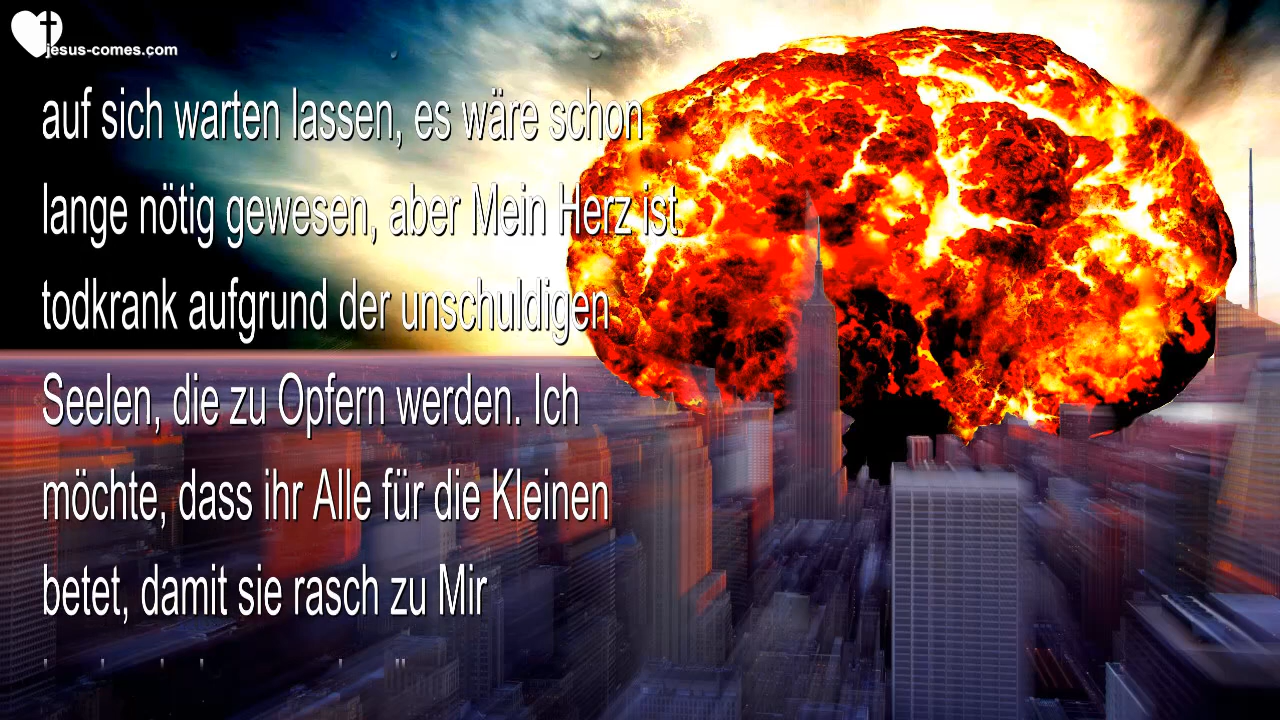 jesus-comes.com
auf sich warten lassen, es wäre schon
lange nötig gewesen, aber Mein Herz ist
todkrank aufgrund der unschuldigen
Seelen, die zu Opfern werden. Ich
möchte, dass ihr Alle für die Kleinen
betet, damit sie rasch zu Mir